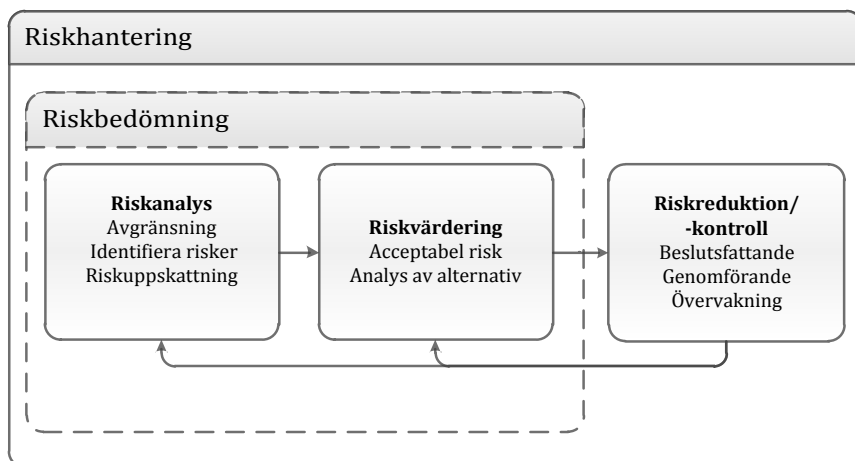 Riskhantering
Riskbedömning
Riskanalys
Avgränsning
Identifiera risker
Riskuppskattning
Riskvärdering
Acceptabel risk
Analys av alternativ
Riskreduktion/
-kontroll
Beslutsfattande
Genomförande
Övervakning